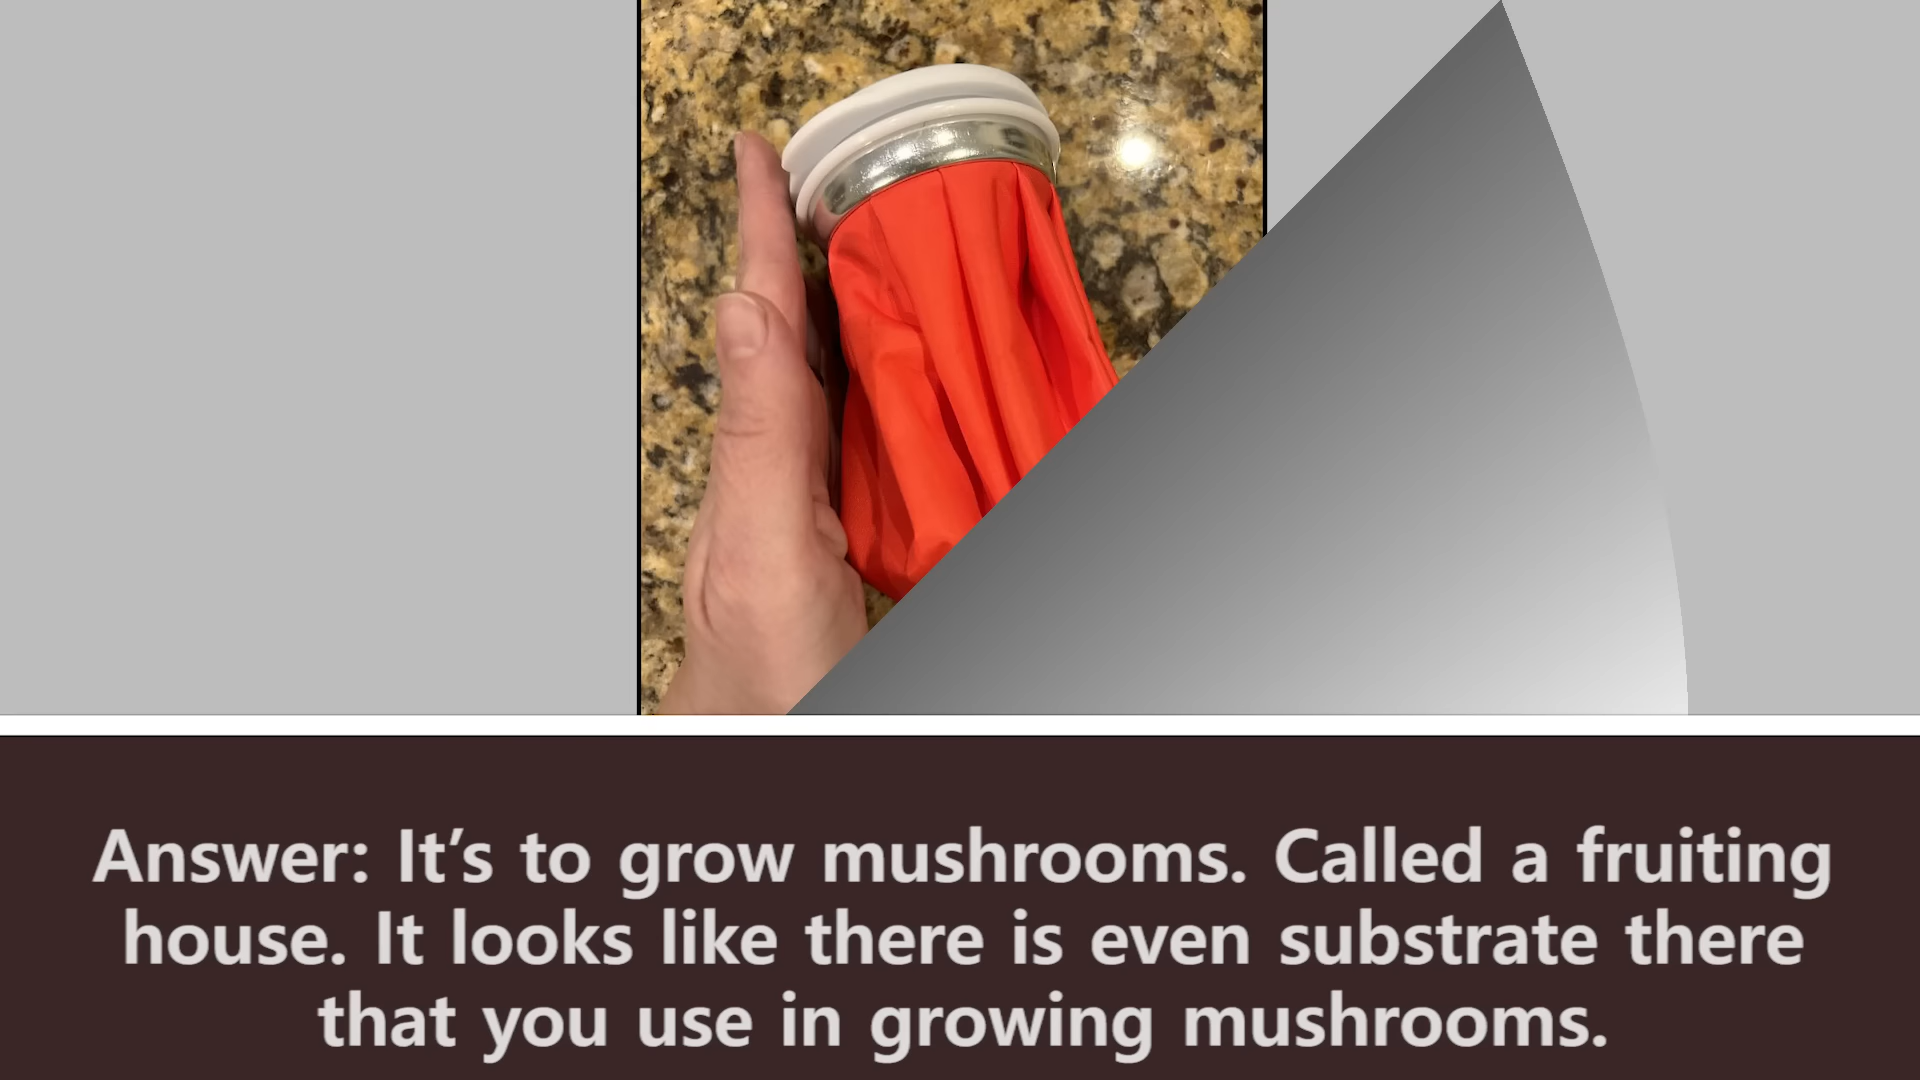 Answer: It’s to grow mushrooms. Called a fruiting
house. It looks like there is even substrate there
that you use in growing mushrooms.